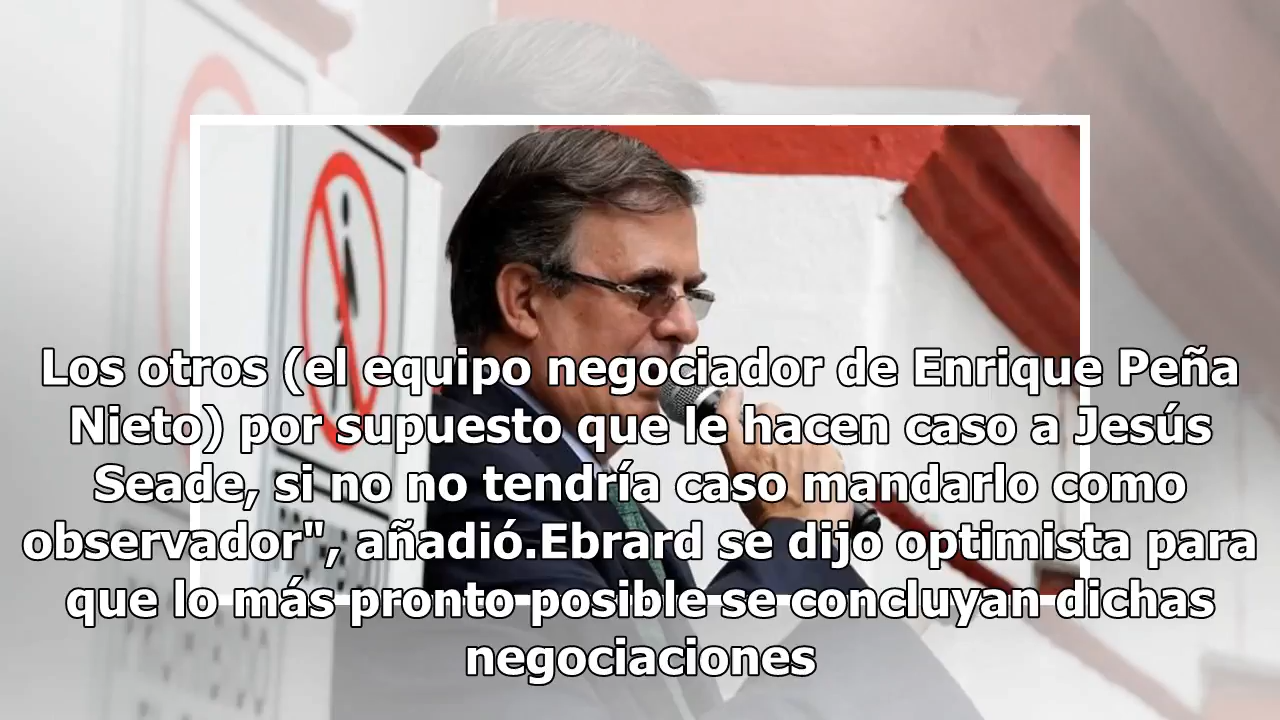 Los otros (el equipo negociador de Enrique Peña
Nieto) por supuesto que le hacen caso a Jesús
Seade, si no no tendría caso mandarlo como
observador", añadió.Ebrard se dijo optimista para
que lo más pronto posible se concluyan dichas
negociaciones